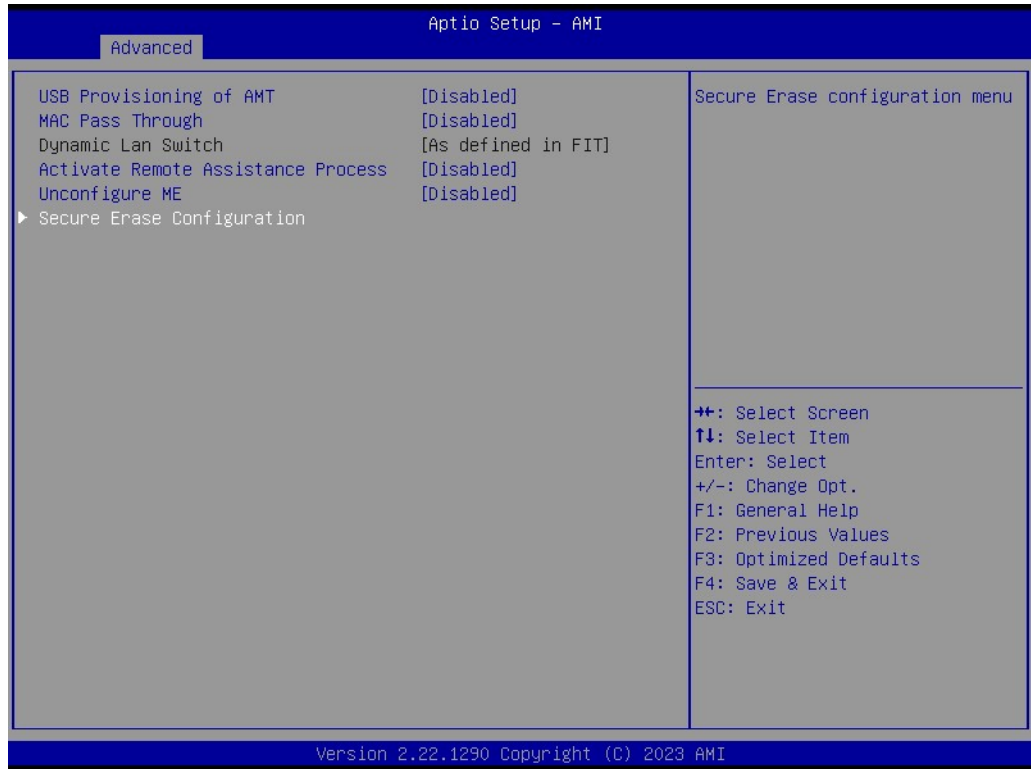 Aptio Setup – AMI
Advanced
USB Provisioning of AMT [Disabled]
MAC Pass Through [Disabled]
Dynamic Lan Switch [As defined in FIT]
Activate Remote Assistance Process [Disabled]
Unconfigure ME [Disabled]
Secure Erase Configuration
Secure Erase configuration menu
→←: Select Screen
↑↓: Select Item
Enter: Select
+/-: Change Opt.
F1: General Help
F2: Previous Values
F3: Optimized Defaults
F4: Save & Exit
ESC: Exit
Version 2.22.1290 Copyright (C) 2023 AMI